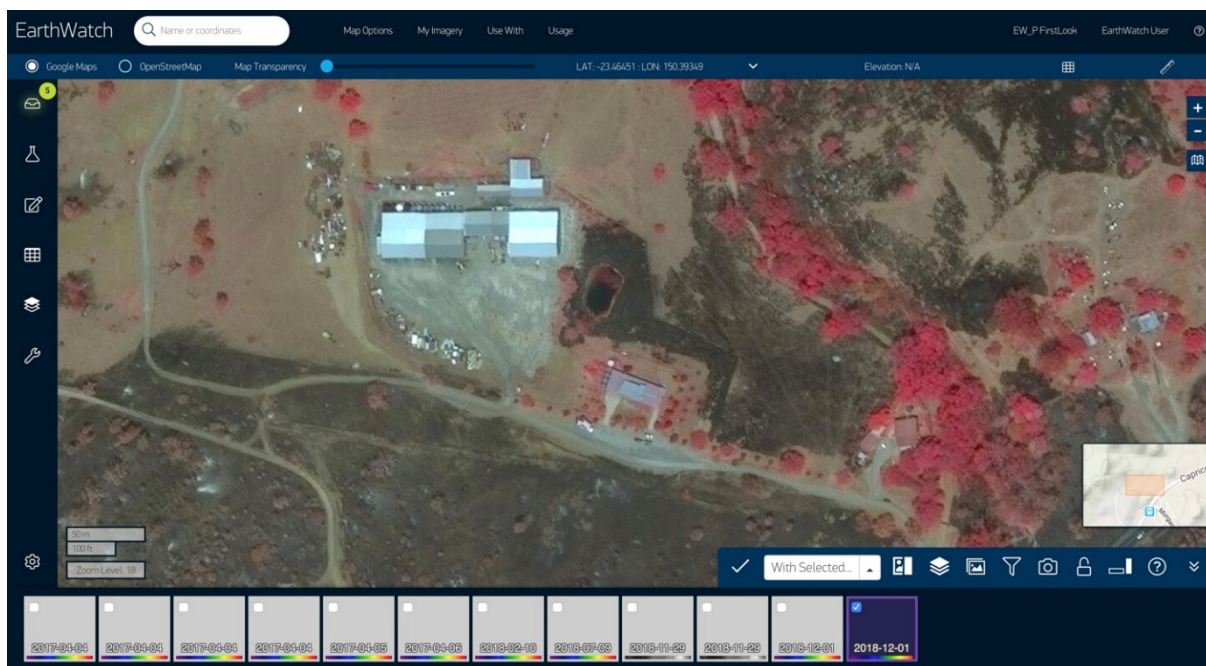 EarthWatch
Name or coordinates
Map Options
My Imagery
Use With
Usage
EW_P FirstLook
EarthWatch User
Google Maps
OpenStreetMap
Map Transparency
LAT: -23.46451 : LON: 150.39349
Elevation: N/A
5
50 m
100 ft
Zoom Level: 18
Capric
With Selected...
2017-04-04
2017-04-04
2017-04-04
2017-04-04
2017-04-05
2017-04-06
2018-02-10
2018-07-09
2018-11-29
2018-11-29
2018-12-01
2018-12-01